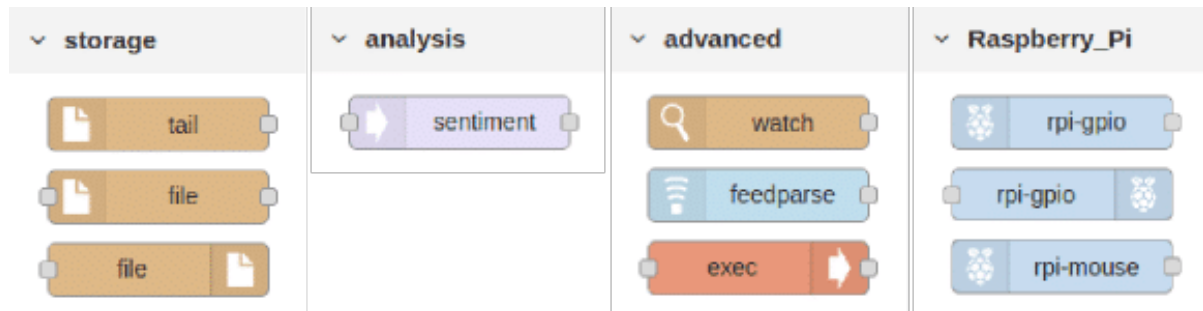 storage
tail
file
file
analysis
sentiment
advanced
watch
feedparse
exec
Raspberry_Pi
rpi-gpio
rpi-gpio
rpi-mouse